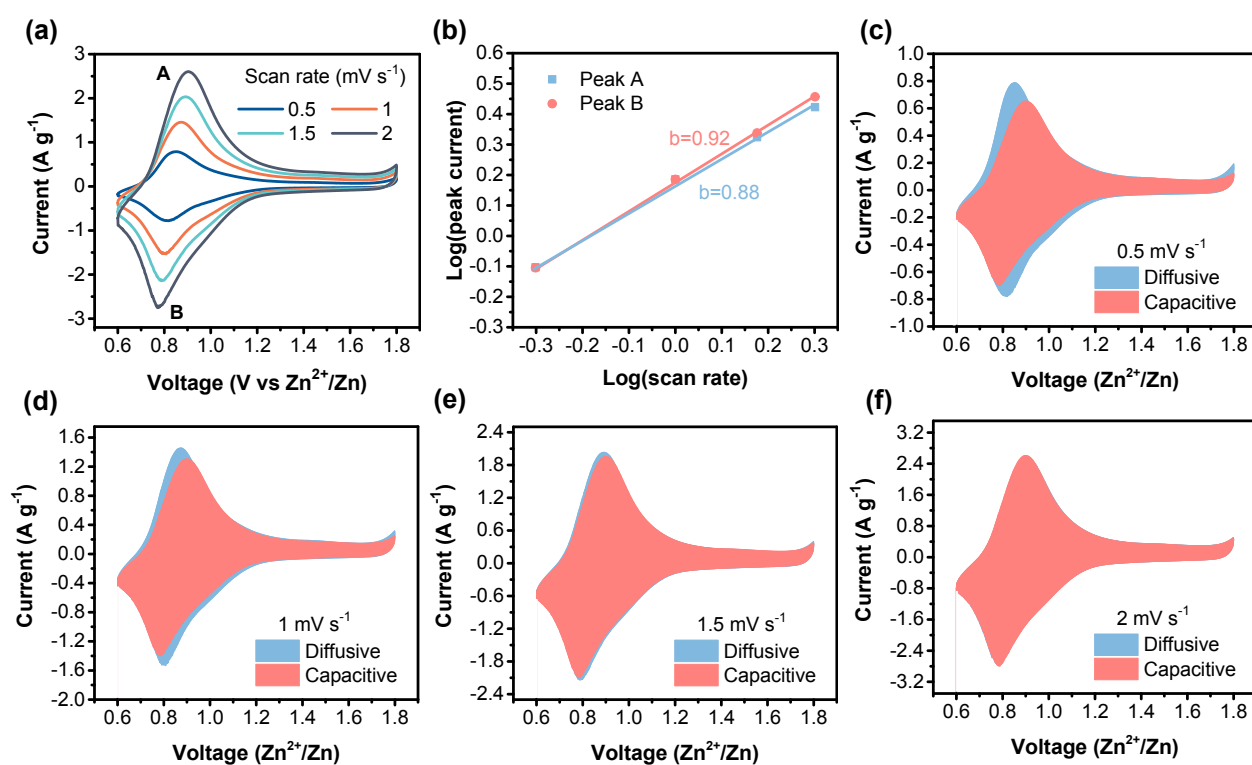 (a)
A
B
Scan rate (mV s⁻¹)
0.5
1
1.5
2
3
2
1
0
-1
-2
-3
0.6 0.8 1.0 1.2 1.4 1.6 1.8
Current (A g⁻¹)
Voltage (V vs Zn²⁺/Zn)
(b)
Peak A
Peak B
b=0.92
b=0.88
0.6
0.5
0.4
0.3
0.2
0.1
0.0
-0.1
-0.2
-0.3
-0.3 -0.2 -0.1 0.0 0.1 0.2 0.3
Log(peak current)
Log(scan rate)
(c)
1.0
0.8
0.6
0.4
0.2
0.0
-0.2
-0.4
-0.6
-0.8
-1.0
0.5 mV s⁻¹
Diffusive
Capacitive
0.6 0.8 1.0 1.2 1.4 1.6 1.8
Current (A g⁻¹)
Voltage (Zn²⁺/Zn)
(d)
1.6
1.2
0.8
0.4
0.0
-0.4
-0.8
-1.2
-1.6
-2.0
1 mV s⁻¹
Diffusive
Capacitive
0.6 0.8 1.0 1.2 1.4 1.6 1.8
Current (A g⁻¹)
Voltage (Zn²⁺/Zn)
(e)
2.4
1.8
1.2
0.6
0.0
-0.6
-1.2
-1.8
-2.4
1.5 mV s⁻¹
Diffusive
Capacitive
0.6 0.8 1.0 1.2 1.4 1.6 1.8
Current (A g⁻¹)
Voltage (Zn²⁺/Zn)
(f)
3.2
2.4
1.6
0.8
0.0
-0.8
-1.6
-2.4
-3.2
2 mV s⁻¹
Diffusive
Capacitive
0.6 0.8 1.0 1.2 1.4 1.6 1.8
Current (A g⁻¹)
Voltage (Zn²⁺/Zn)